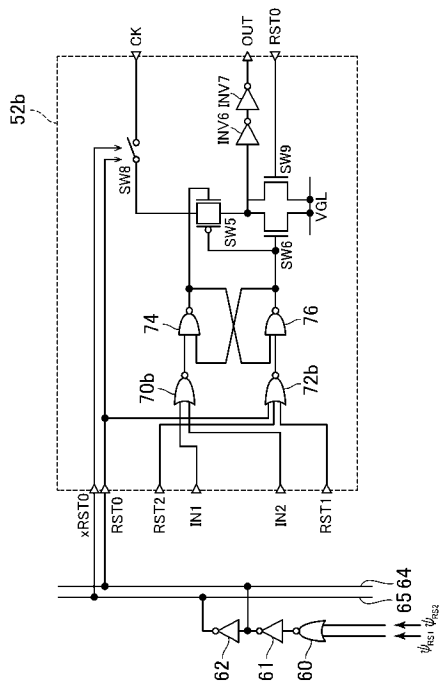 52b
CK
OUT
RST0
SW8
INV6
INV7
SW5
SW9
SW6
VGL
74
76
70b
72b
xRST0
RST0
RST2
IN1
IN2
RST1
62
61
60
65
64
ψRS1
ψRS2